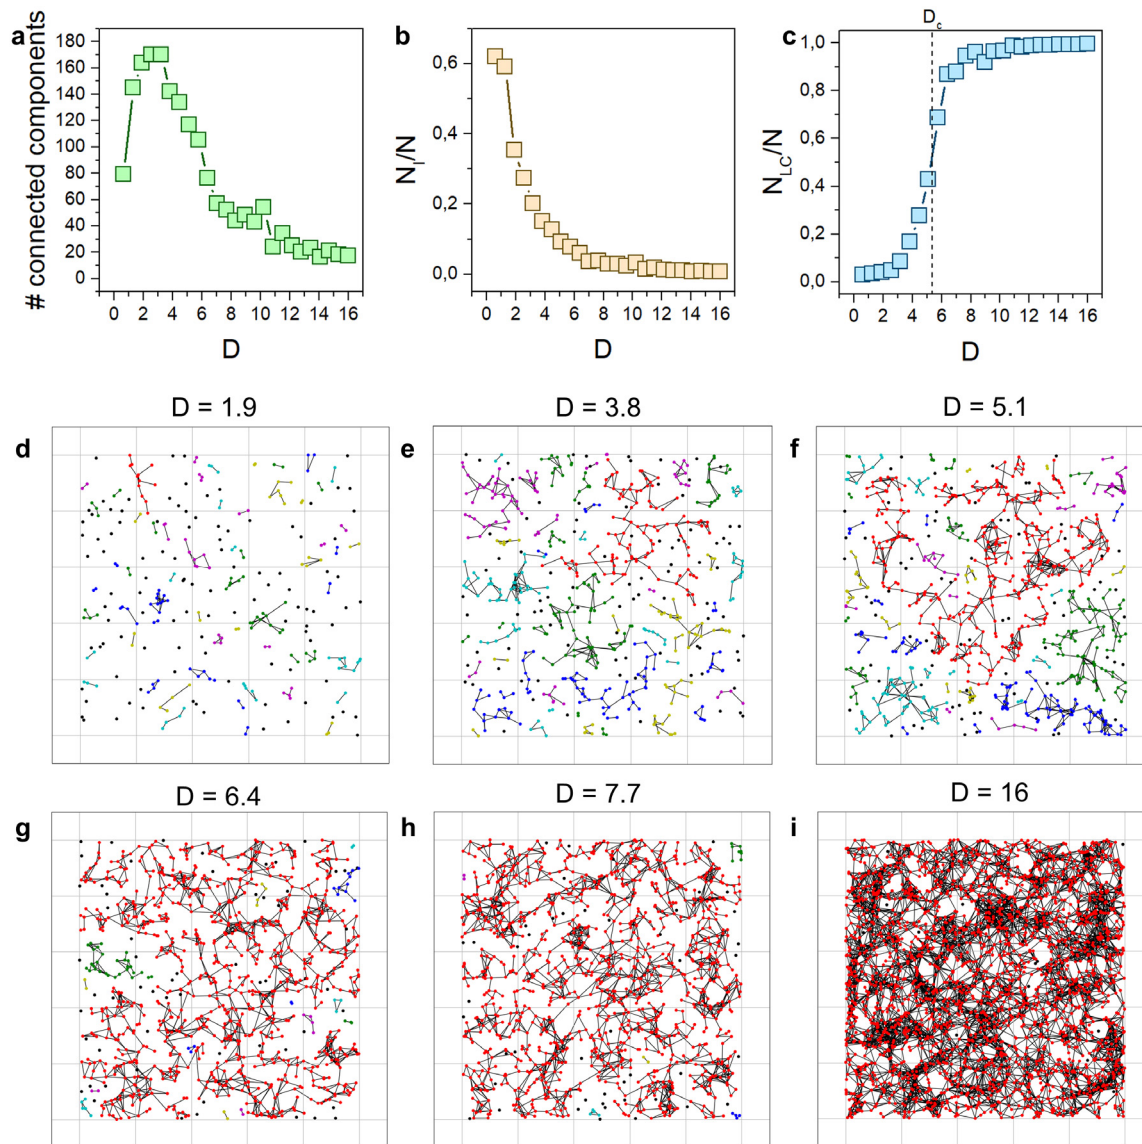 a
# connected components
180
160
140
120
100
80
60
40
20
0
0 2 4 6 8 10 12 14 16
D
b
N_I/N
0,6
0,4
0,2
0,0
0 2 4 6 8 10 12 14 16
D
c
D_c
N_LC/N
1,0
0,8
0,6
0,4
0,2
0,0
0 2 4 6 8 10 12 14 16
D
d
D = 1.9
e
D = 3.8
f
D = 5.1
g
D = 6.4
h
D = 7.7
i
D = 16